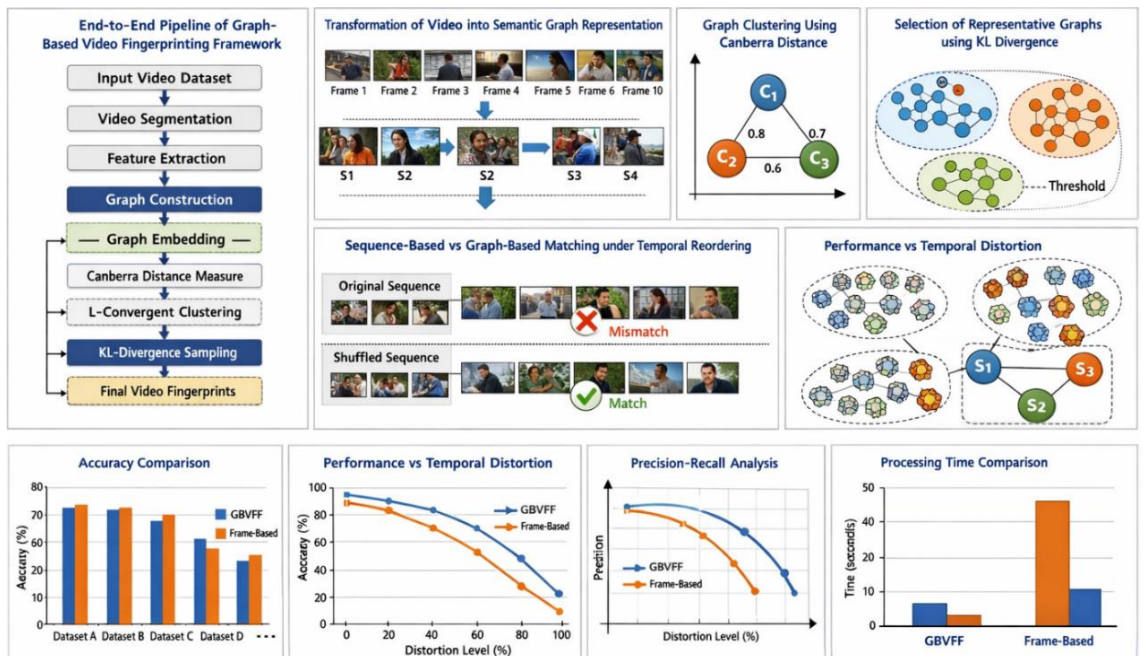 End-to-End Pipeline of Graph-
Based Video Fingerprinting Framework
Input Video Dataset
Video Segmentation
Feature Extraction
Graph Construction
Graph Embedding
Canberra Distance Measure
L-Convergent Clustering
KL-Divergence Sampling
Final Video Fingerprints
Transformation of Video into Semantic Graph Representation
Frame 1 Frame 2 Frame 3 Frame 4 Frame 5 Frame 6 Frame 10
S1 S2 S2 S3 S4
Graph Clustering Using
Canberra Distance
C1
0.8 0.7
C2 C3
0.6
Selection of Representative Graphs
using KL Divergence
Threshold
Sequence-Based vs Graph-Based Matching under Temporal Reordering
Original Sequence
Mismatch
Shuffled Sequence
Match
Performance vs Temporal Distortion
S1 S3
S2
Accuracy Comparison
Aɛcɛʀacy (%)
80
70
60
20
10
0
GBVFF
Frame-Based
Dataset A Dataset B Dataset C Dataset D ...
Performance vs Temporal Distortion
Aooecy (%)
100
80
60
40
20
0
GBVFF
Frame-Based
0 20 40 60 80 100
Distortion Level (%)
Precision-Recall Analysis
GBVFF
Frame-Based
Distortion Level (%)
Processing Time Comparison
50
50
40
10
0
GBVFF Frame-Based